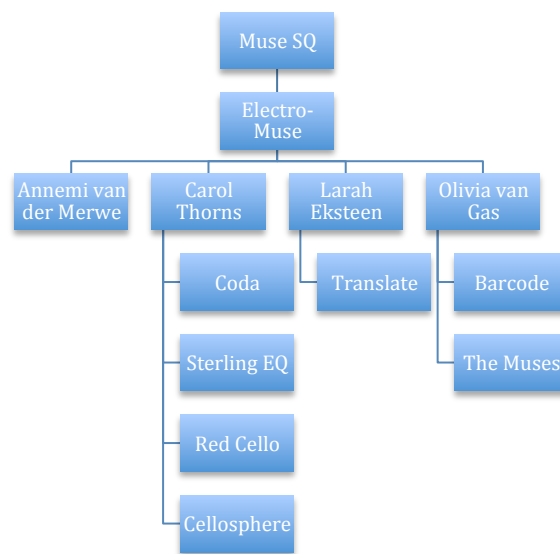 Muse SQ
Electro-
Muse
Annemi van
der Merwe
Carol
Thorns
Larah
Eksteen
Olivia van
Gas
Coda
Translate
Barcode
Sterling EQ
The Muses
Red Cello
Cellosphere